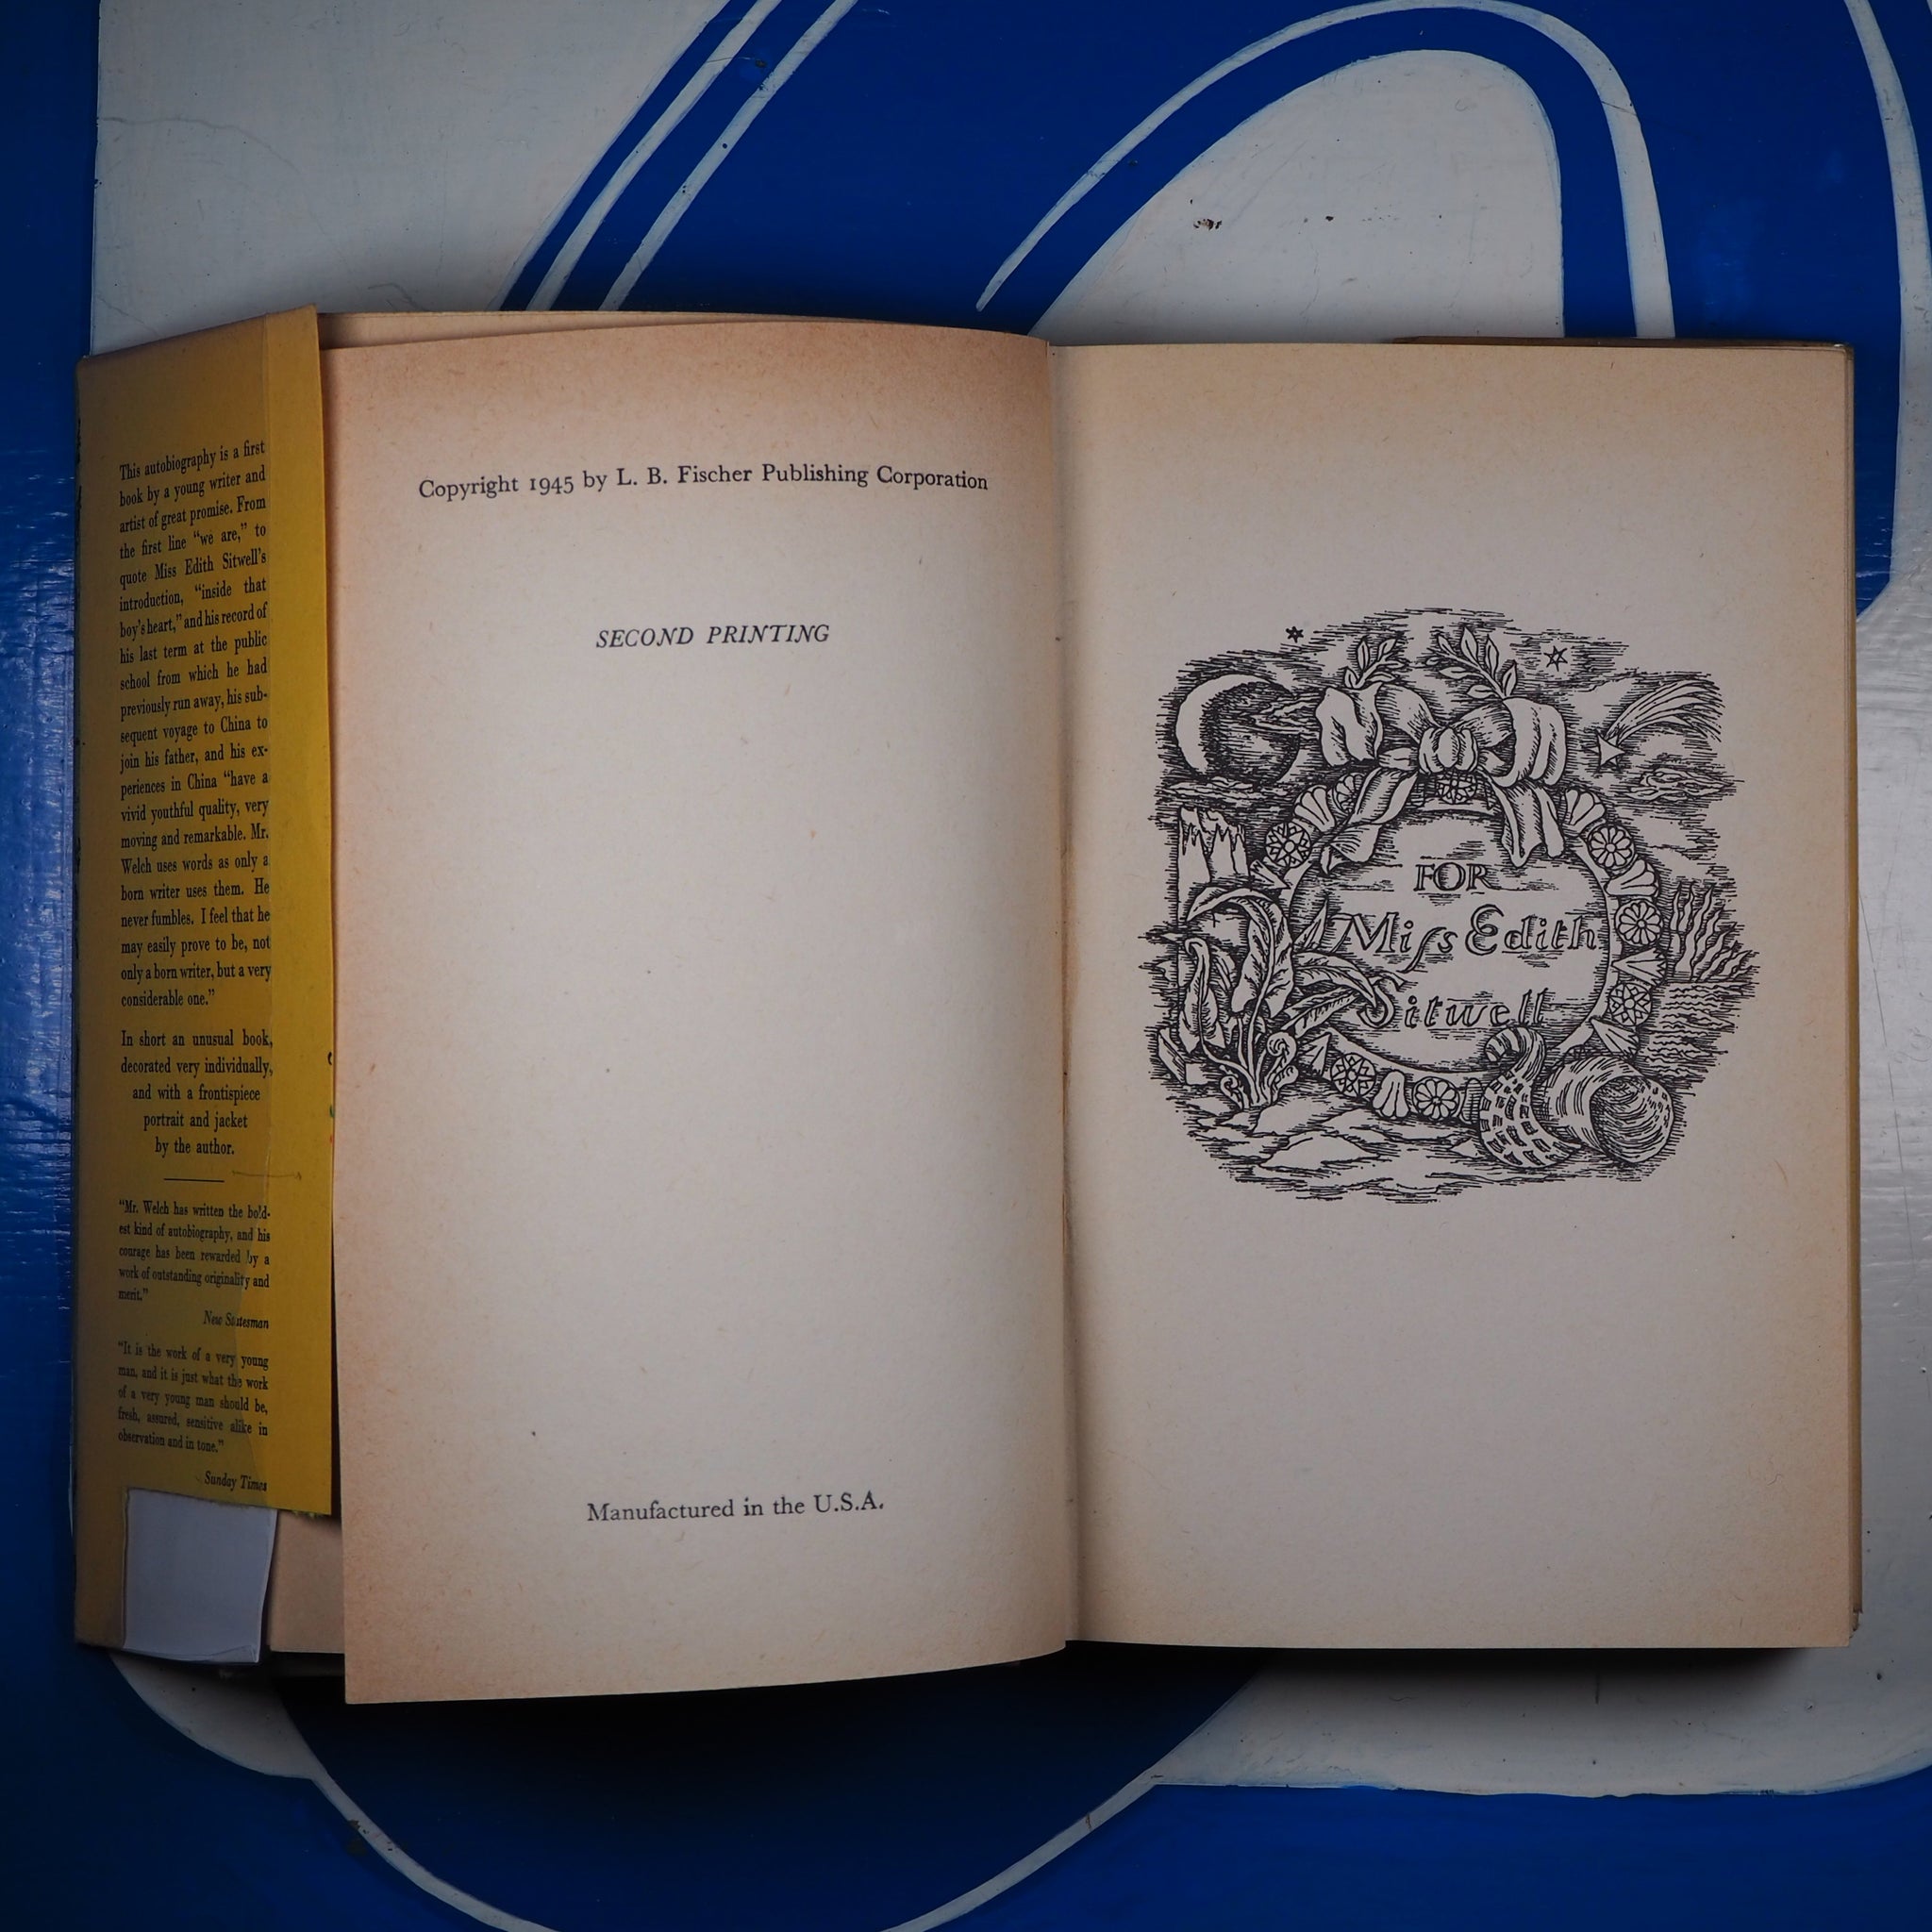 This autobiography is a first
book by a young writer and
artist of great promise. From
the first line “we are,” to
quote Miss Edith Sitwell’s
introduction, “inside that
boy’s heart,” and his record of
his last term at the public
school from which he had
previously run away, his sub-
sequent voyage to China to
join his father, and his ex-
periences in China “have a
vivid youthful quality, very
moving and remarkable. Mr.
Welch uses words as only a
born writer uses them. He
never fumbles. I feel that he
may easily prove to be, not
only a born writer, but a very
considerable one.”
In short an unusual book,
decorated very individually,
and with a frontispiece
portrait and jacket
by the author.
“Mr. Welch has written the bold-
est kind of autobiography, and his
courage has been rewarded by a
work of outstanding originality and
merit.”
New Statesman
“It is the work of a very young
man, and it is just what the work
of a very young man should be,
fresh, assured, sensitive alike in
observation and in tone.”
Sunday Times
Copyright 1945 by L. B. Fischer Publishing Corporation
SECOND PRINTING
Manufactured in the U.S.A.
FOR
Miſs Edith
Sitwell